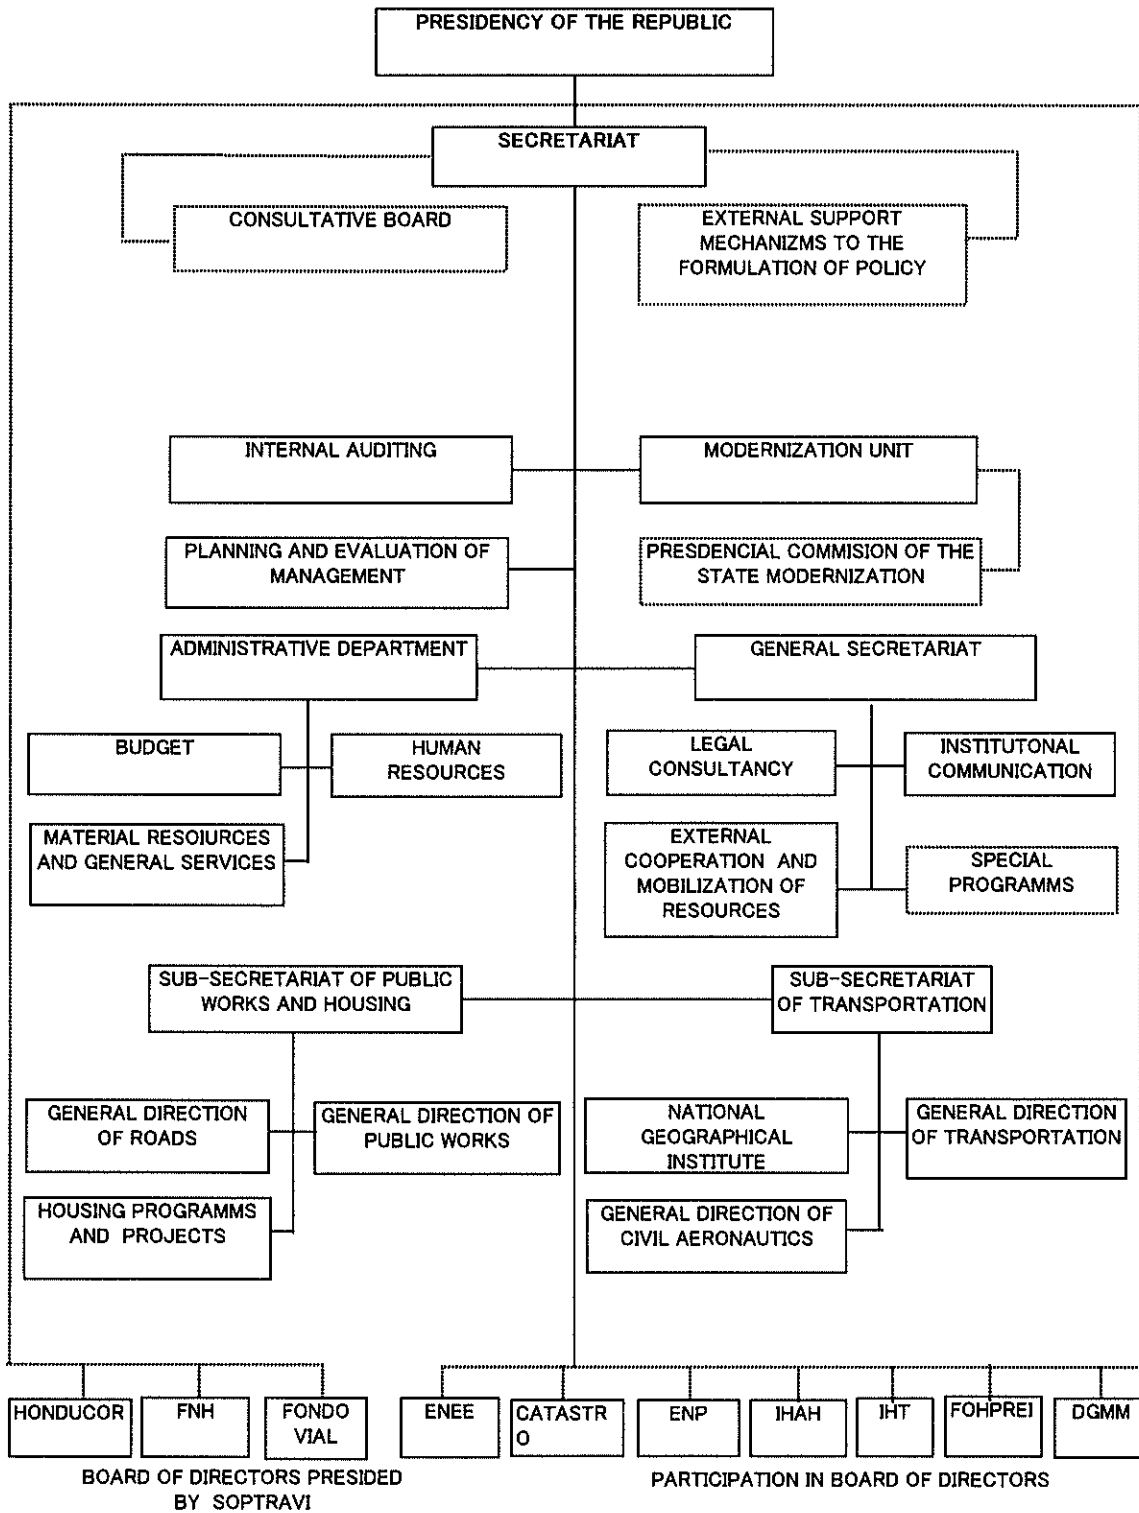 PRESIDENCY OF THE REPUBLIC
SECRETARIAT
CONSULTATIVE BOARD
EXTERNAL SUPPORT
MECHANIZMS TO THE
FORMULATION OF POLICY
INTERNAL AUDITING
MODERNIZATION UNIT
PLANNING AND EVALUATION OF
MANAGEMENT
PRESDENCIAL COMMISION OF THE
STATE MODERNIZATION
ADMINISTRATIVE DEPARTMENT
GENERAL SECRETARIAT
BUDGET
HUMAN
RESOURCES
LEGAL
CONSULTANCY
INSTITUTONAL
COMMUNICATION
MATERIAL RESOIURCES
AND GENERAL SERVICES
EXTERNAL
COOPERATION AND
MOBILIZATION OF
RESOURCES
SPECIAL
PROGRAMMS
SUB-SECRETARIAT OF PUBLIC
WORKS AND HOUSING
SUB-SECRETARIAT
OF TRANSPORTATION
GENERAL DIRECTION
OF ROADS
GENERAL DIRECTION OF
PUBLIC WORKS
NATIONAL
GEOGRAPHICAL
INSTITUTE
GENERAL DIRECTION
OF TRANSPORTATION
HOUSING PROGRAMMS
AND PROJECTS
GENERAL DIRECTION OF
CIVIL AERONAUTICS
HONDUCOR
FNH
FONDO
VIAL
ENEE
CATASTR
O
ENP
IHAH
IHT
FOHPREI
DGMM
BOARD OF DIRECTORS PRESIDED
BY SOPTRAVI
PARTICIPATION IN BOARD OF DIRECTORS